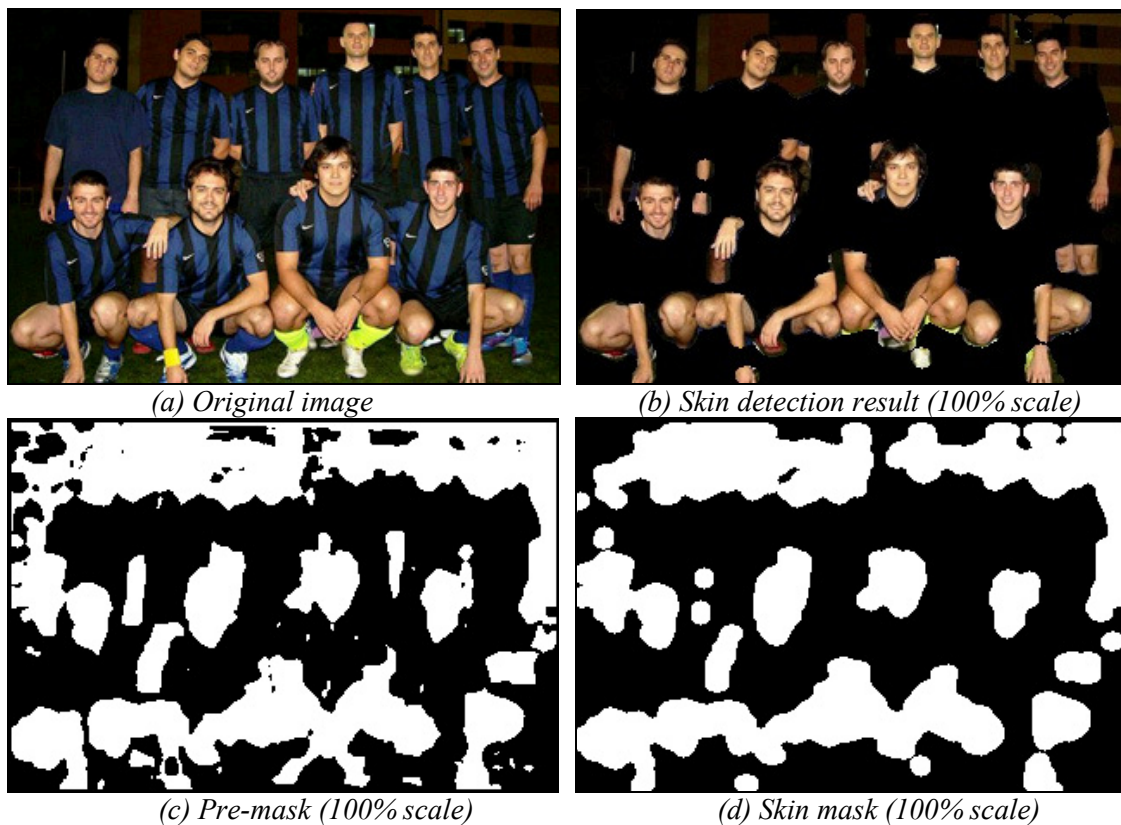 (a) Original image
(b) Skin detection result (100% scale)
(c) Pre-mask (100% scale)
(d) Skin mask (100% scale)